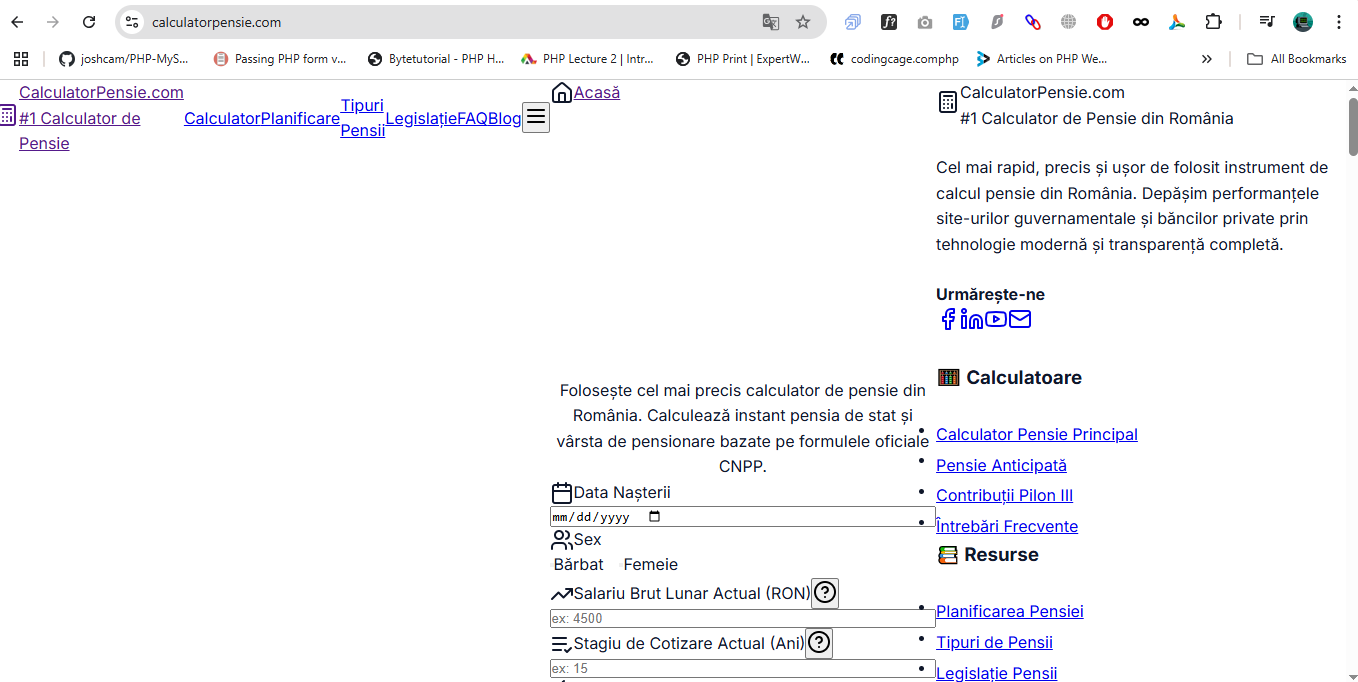 calculatorpensie.com
joshcam/PHP-MyS...
Passing PHP form v...
Bytetutorial - PHP H...
PHP Lecture 2 | Intr...
PHP Print | ExpertW...
codingcage.comphp
Articles on PHP We...
»
All Bookmarks
CalculatorPensie.com
#1 Calculator de
Pensie
Calculator
Planificare
Tipuri
Pensii
Legislație
FAQ
Blog
Acasă
Folosește cel mai precis calculator de pensie din
România. Calculează instant pensia de stat și
vârsta de pensionare bazate pe formulele oficiale
CNPP.
Data Nașterii
mm/dd/yyyy
Sex
Bărbat Femeie
Salariu Brut Lunar Actual (RON)
ex: 4500
Stagiu de Cotizare Actual (Ani)
ex: 15
CalculatorPensie.com
#1 Calculator de Pensie din România
Cel mai rapid, precis și ușor de folosit instrument de
calcul pensie din România. Depășim performanțele
site-urilor guvernamentale și băncilor private prin
tehnologie modernă și transparență completă.
Urmărește-ne
Calculatoare
Calculator Pensie Principal
Pensie Anticipată
Contribuții Pilon III
Întrebări Frecvente
Resurse
Planificarea Pensiei
Tipuri de Pensii
Legislație Pensii